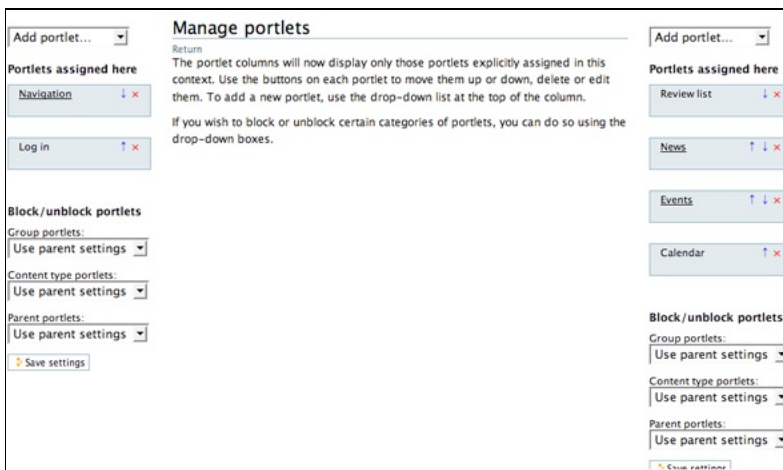 Add portlet...
Portlets assigned here
Navigation ↓ ×
Log in ↑ ×
Block/unblock portlets
Group portlets:
Use parent settings
Content type portlets:
Use parent settings
Parent portlets:
Use parent settings
Save settings
Manage portlets
Return
The portlet columns will now display only those portlets explicitly assigned in this
context. Use the buttons on each portlet to move them up or down, delete or edit
them. To add a new portlet, use the drop-down list at the top of the column.
If you wish to block or unblock certain categories of portlets, you can do so using the
drop-down boxes.
Add portlet...
Portlets assigned here
Review list ↓ ×
News ↑ ↓ ×
Events ↑ ↓ ×
Calendar ↑ ×
Block/unblock portlets
Group portlets:
Use parent settings
Content type portlets:
Use parent settings
Parent portlets:
Use parent settings
Save settings